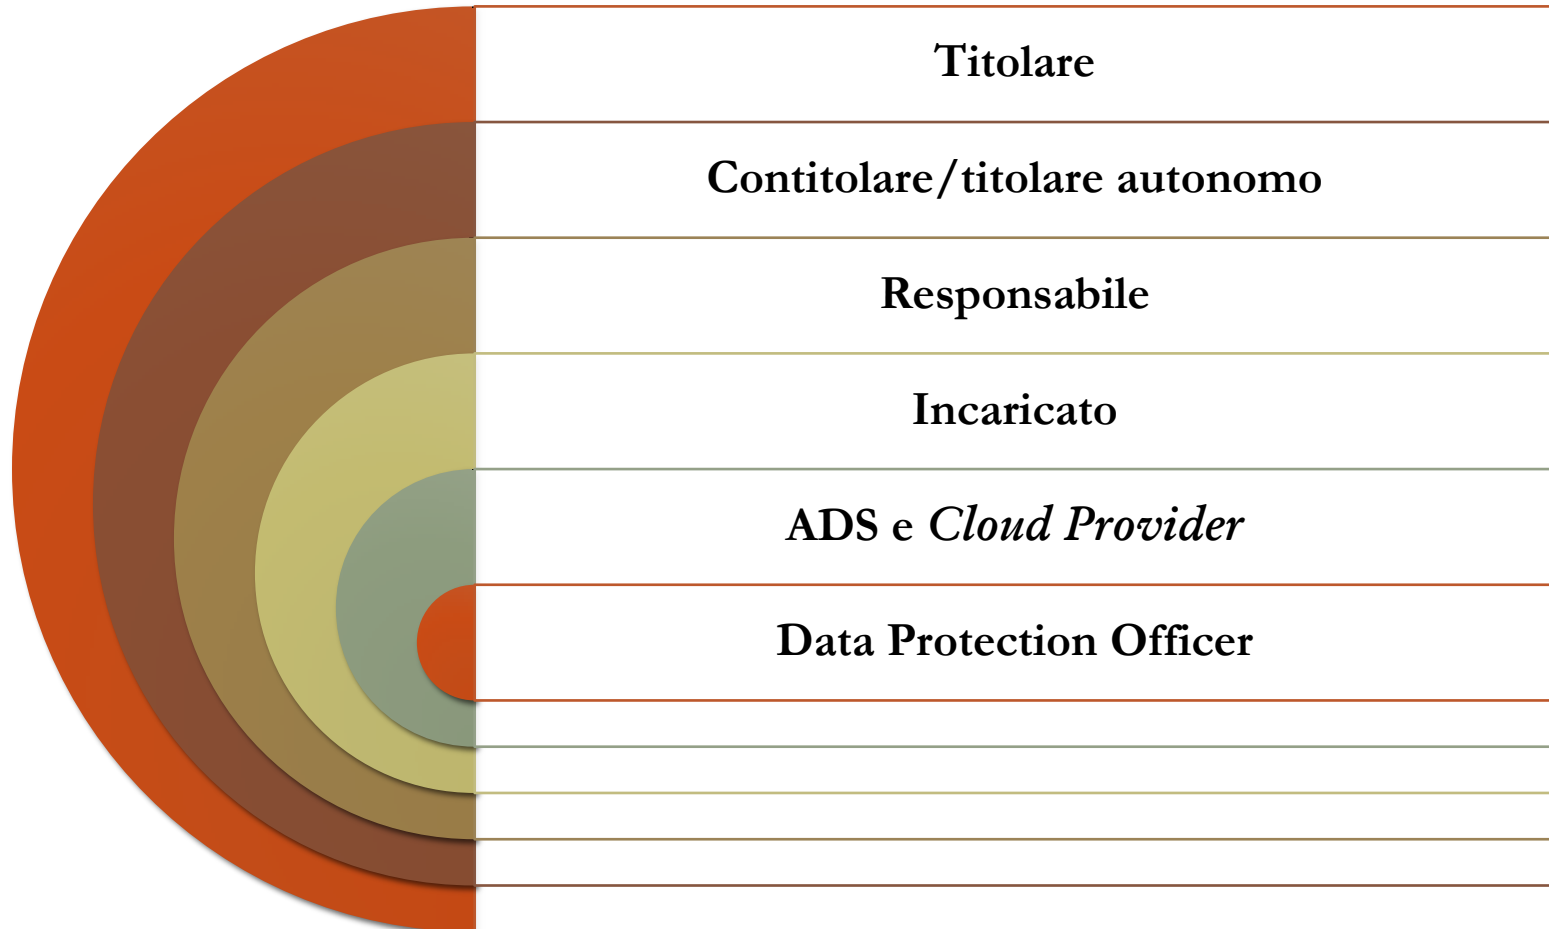 Titolare
Contitolare/titolare autonomo
Responsabile
Incaricato
ADS e Cloud Provider
Data Protection Officer